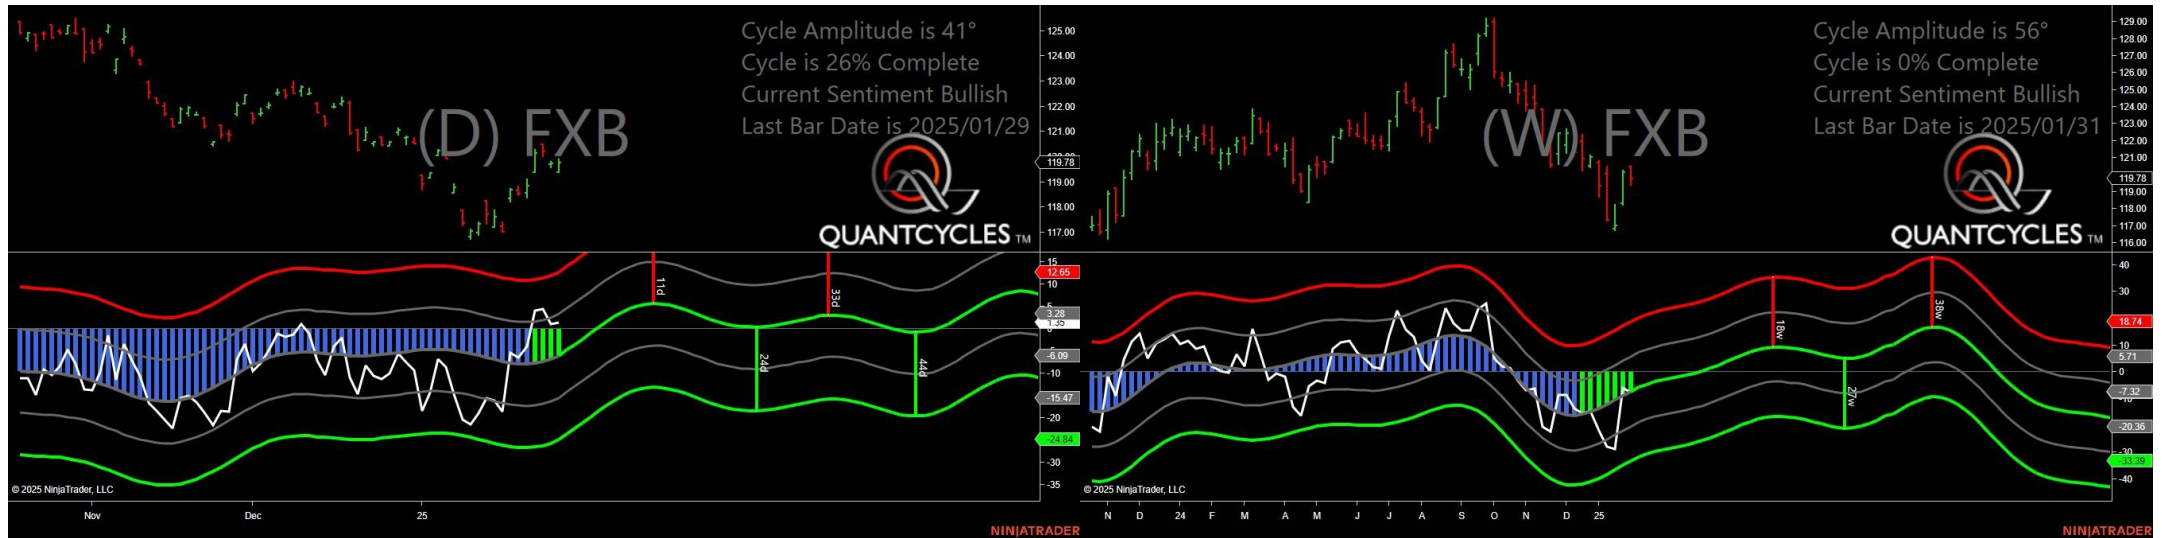 Cycle Amplitude is 41°
Cycle is 26% Complete
Current Sentiment Bullish
Last Bar Date is 2025/01/29
(D) FXB
QUANTCYCLES TM
125.00
124.00
123.00
122.00
121.00
119.78
119.00
118.00
117.00
15
12.65
10
5
3.28
1.35
-6.09
-10
-15.47
-20
-24.84
-30
-35
11d
24d
33d
44d
© 2025 NinjaTrader, LLC
Nov Dec 25
NINJATRADER
Cycle Amplitude is 56°
Cycle is 0% Complete
Current Sentiment Bullish
Last Bar Date is 2025/01/31
(W) FXB
QUANTCYCLES TM
129.00
128.00
127.00
126.00
125.00
124.00
123.00
122.00
121.00
119.78
119.00
118.00
117.00
116.00
40
30
18.74
10
5.71
0
-7.32
-20.36
-30
-33.39
-40
18w
27w
38w
© 2025 NinjaTrader, LLC
N D 24 F M A M J J A S O N D 25
NINJATRADER